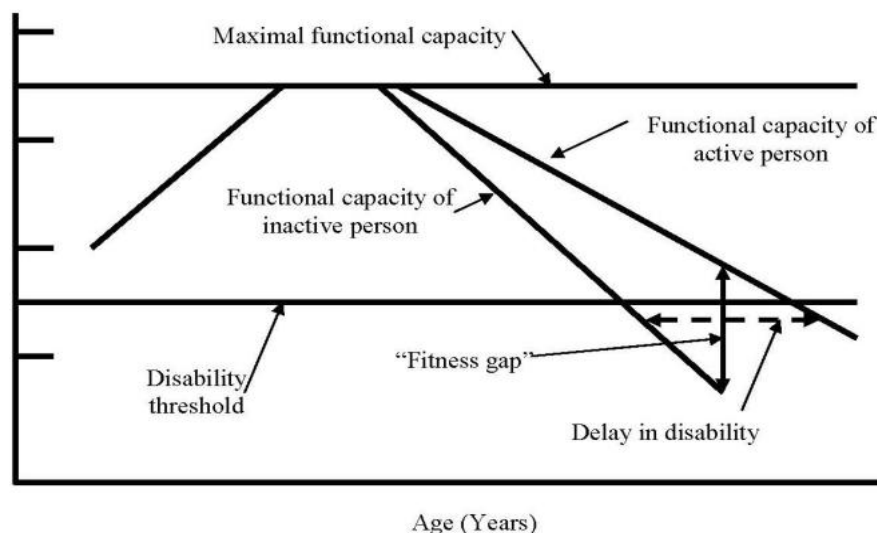 Maximal functional capacity
Functional capacity of
active person
Functional capacity of
inactive person
“Fitness gap”
Disability
threshold
Delay in disability
Age (Years)